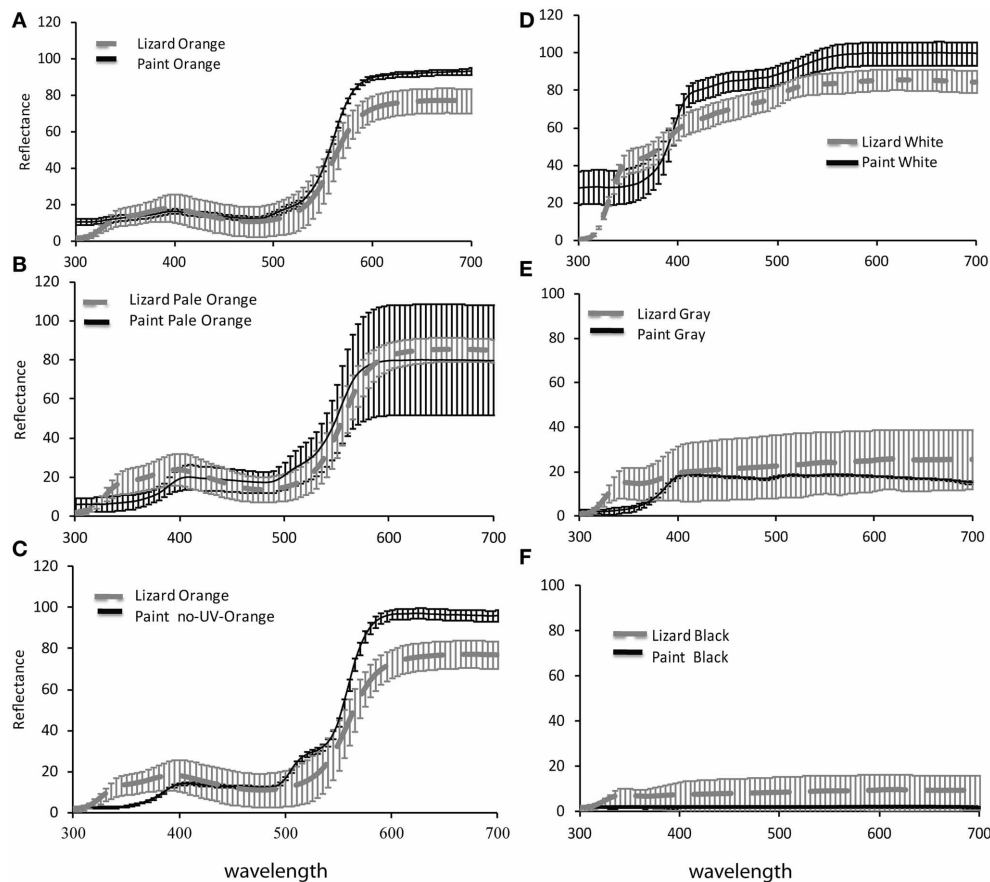 A
120
100
80
60
40
20
0
Reflectance
Lizard Orange
Paint Orange
300 400 500 600 700
B
120
100
80
60
40
20
0
Reflectance
Lizard Pale Orange
Paint Pale Orange
300 400 500 600 700
C
120
100
80
60
40
20
0
Reflectance
Lizard Orange
Paint no-UV-Orange
300 400 500 600 700
wavelength
D
120
100
80
60
40
20
0
Lizard White
Paint White
300 400 500 600 700
E
100
80
60
40
20
0
Lizard Gray
Paint Gray
300 400 500 600 700
F
100
80
60
40
20
0
Lizard Black
Paint Black
300 400 500 600 700
wavelength